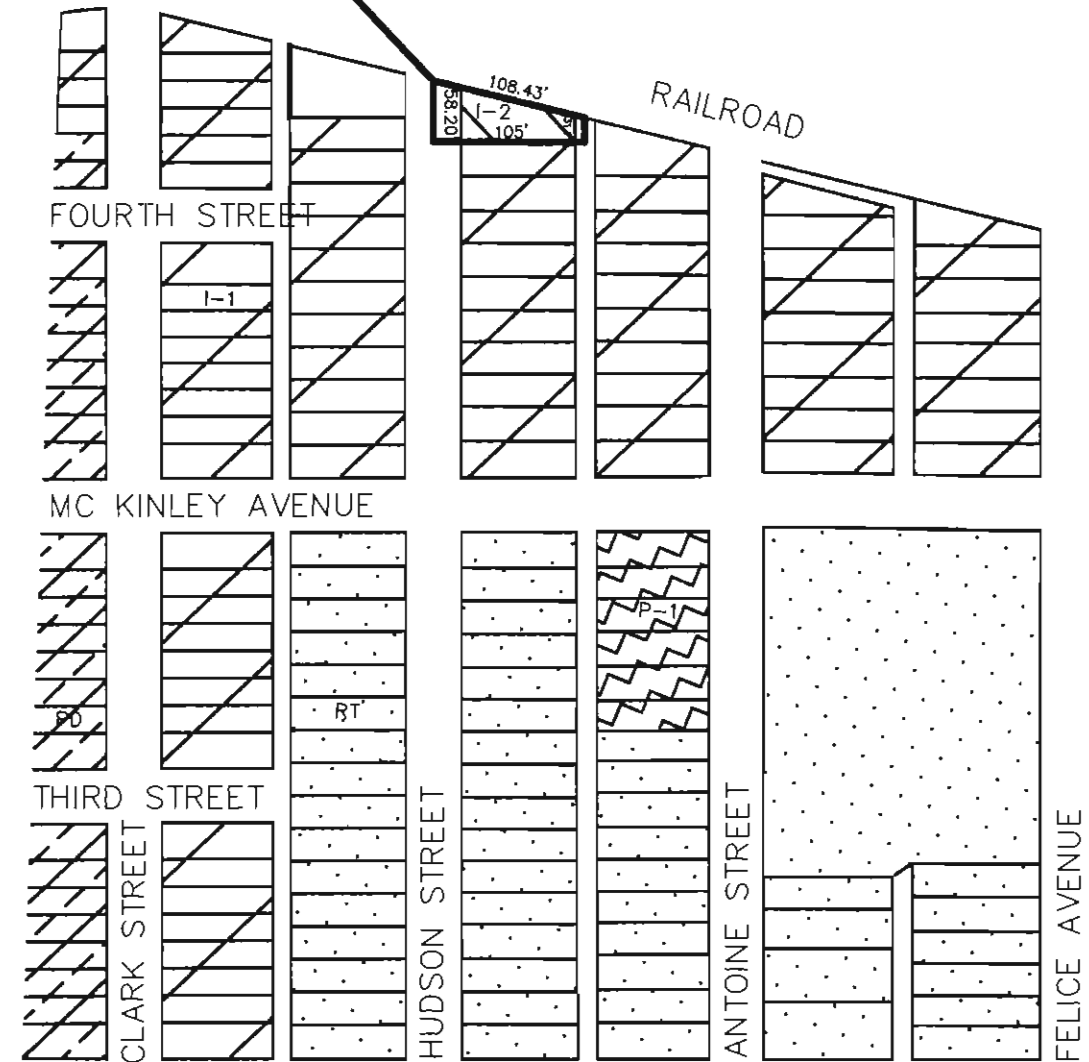 108.43'
58.20
I-2
105'
RAILROAD
FOURTH STREET
I-1
MC KINLEY AVENUE
P-1
RT
THIRD STREET
CLARK STREET
HUDSON STREET
ANTOINE STREET
FELICE AVENUE